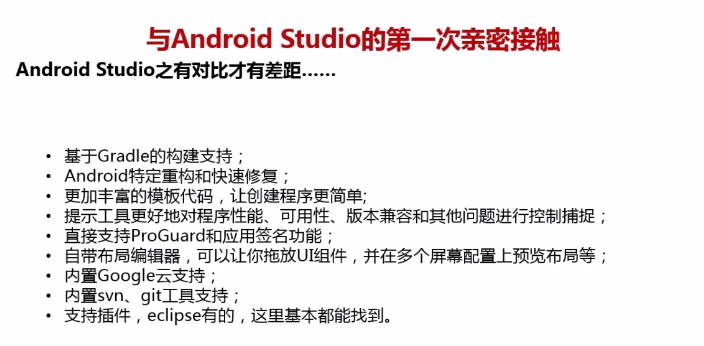 与Android Studio的第一次亲密接触
Android Studio之有对比才有差距……
• 基于Gradle的构建支持；
• Android特定重构和快速修复；
• 更加丰富的模板代码，让创建程序更简单;
• 提示工具更好地对程序性能、可用性、版本兼容和其他问题进行控制捕捉；
• 直接支持ProGuard和应用签名功能；
• 自带布局编辑器，可以让你拖放UI组件，并在多个屏幕配置上预览布局等；
• 内置Google云支持；
• 内置svn、git工具支持；
• 支持插件，eclipse有的，这里基本都能找到。